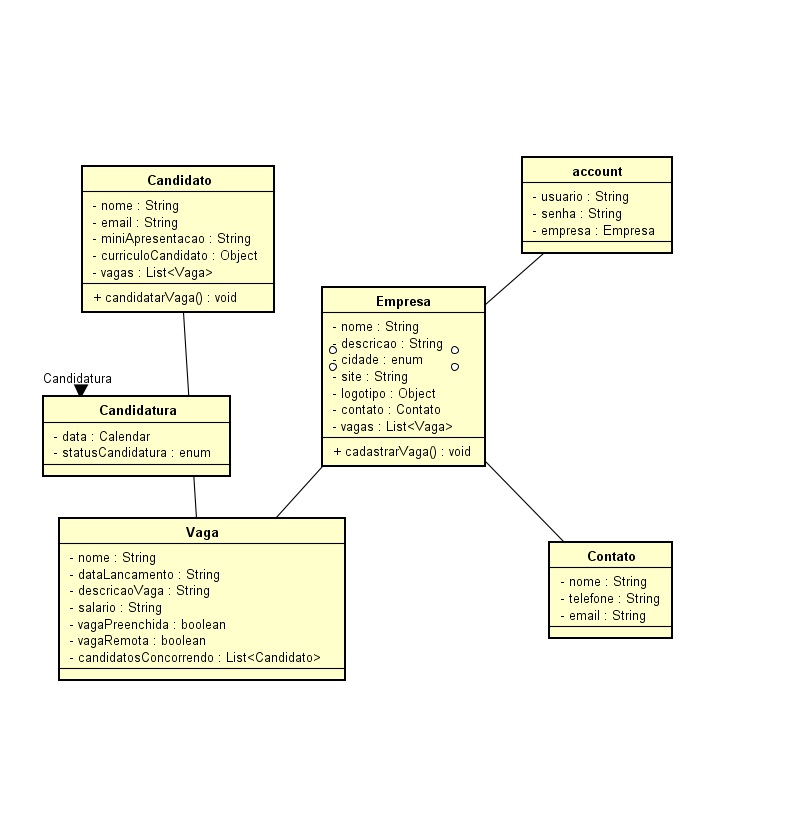 Candidato
- nome : String
- email : String
- miniApresentacao : String
- curriculoCandidato : Object
- vagas : List<Vaga>
+ candidatarVaga() : void
account
- usuario : String
- senha : String
- empresa : Empresa
Empresa
- nome : String
- descricao : String
- cidade : enum
- site : String
- logotipo : Object
- contato : Contato
- vagas : List<Vaga>
+ cadastrarVaga() : void
Candidatura
Candidatura
- data : Calendar
- statusCandidatura : enum
Vaga
- nome : String
- dataLancamento : String
- descricaoVaga : String
- salario : String
- vagaPreenchida : boolean
- vagaRemota : boolean
- candidatosConcorrendo : List<Candidato>
Contato
- nome : String
- telefone : String
- email : String